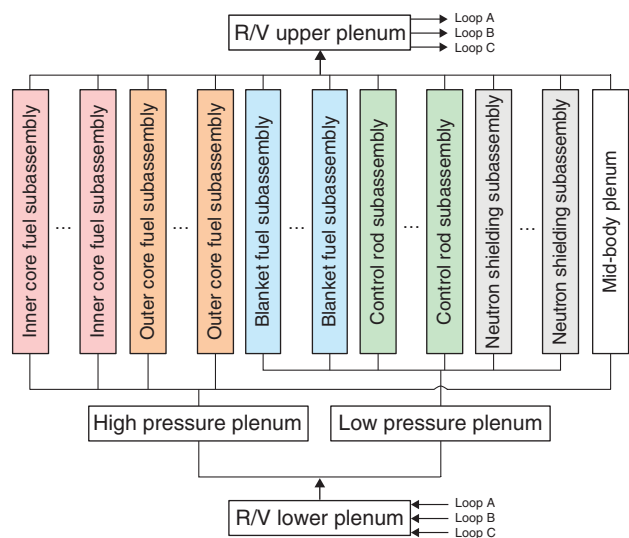 R/V upper plenum
Loop A
Loop B
Loop C
Inner core fuel subassembly
...
Inner core fuel subassembly
Outer core fuel subassembly
...
Outer core fuel subassembly
Blanket fuel subassembly
...
Blanket fuel subassembly
Control rod subassembly
...
Control rod subassembly
Neutron shielding subassembly
...
Neutron shielding subassembly
Mid-body plenum
High pressure plenum
Low pressure plenum
R/V lower plenum
Loop A
Loop B
Loop C